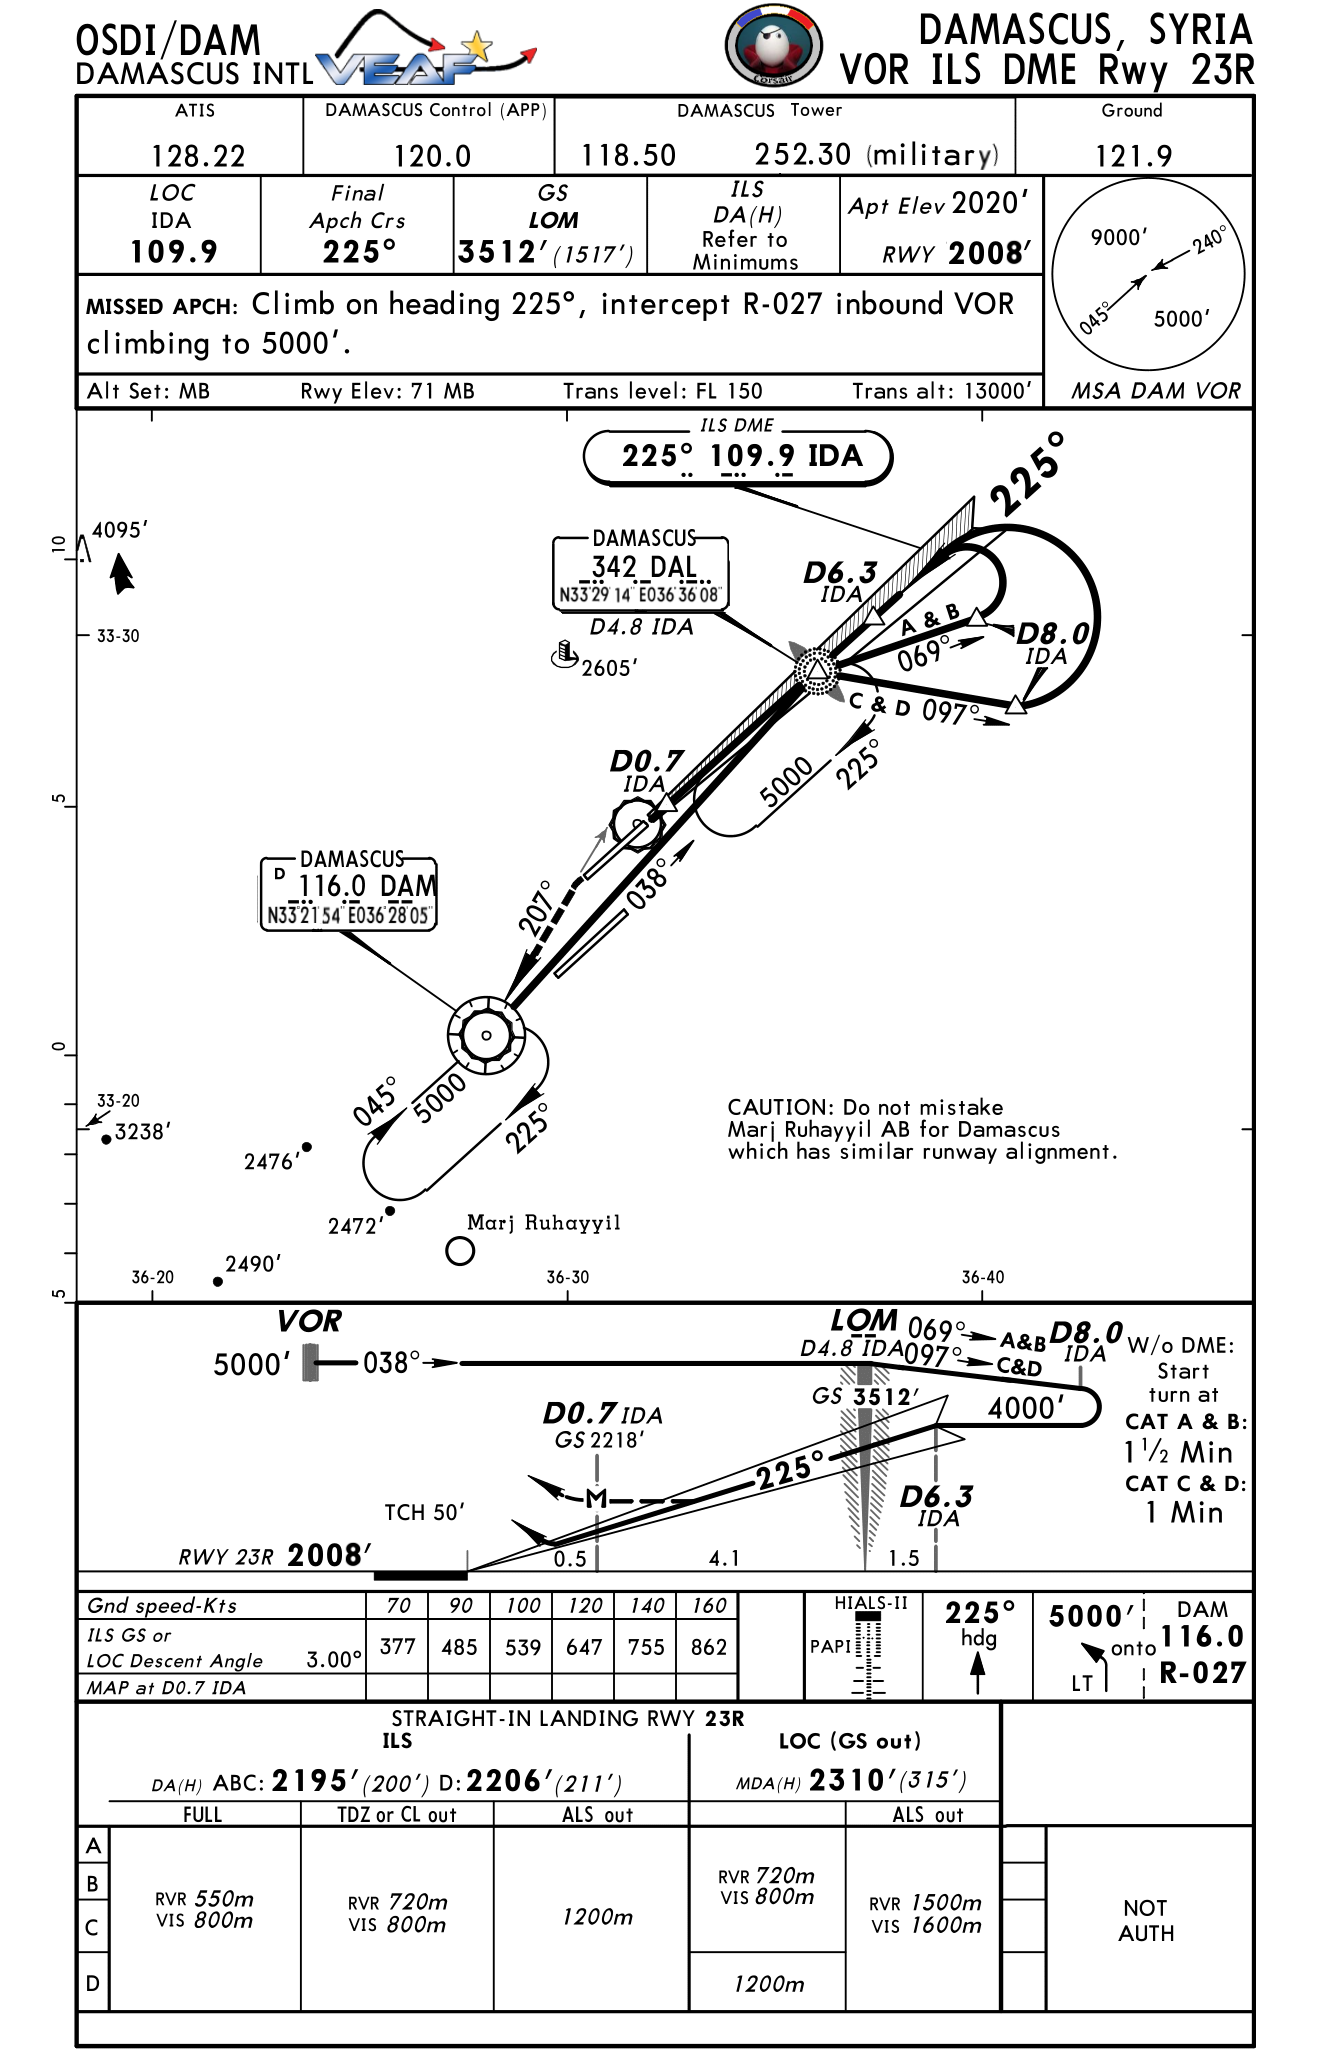 OSDI/DAM
DAMASCUS INTL
VEAF
Corsair
DAMASCUS, SYRIA
VOR ILS DME Rwy 23R
ATIS
128.22
DAMASCUS Control (APP)
120.0
DAMASCUS Tower
118.50 252.30 (military)
Ground
121.9
LOC
IDA
109.9
Final
Apch Crs
225°
GS
LOM
3512' (1517')
ILS
DA(H)
Refer to
Minimums
Apt Elev 2020'
RWY 2008'
9000'
240°
045°
5000'
MSA DAM VOR
MISSED APCH: Climb on heading 225°, intercept R-027 inbound VOR
climbing to 5000'.
Alt Set: MB Rwy Elev: 71 MB Trans level: FL 150 Trans alt: 13000'
ILS DME
225° 109.9 IDA
225°
4095'
DAMASCUS
342 DAL
N33°29'14" E036°36'08"
D4.8 IDA
D6.3
IDA
A & B
069°
D8.0
IDA
C & D 097°
10
33-30
2605'
D0.7
IDA
5000
225°
5
DAMASCUS
D 116.0 DAM
N33°21'54" E036°28'05"
207°
038°
0
045°
5000
225°
33-20
3238'
2476'
2472'
2490'
Marj Ruhayyil
CAUTION: Do not mistake
Marj Ruhayyil AB for Damascus
which has similar runway alignment.
5
36-20
36-30
36-40
VOR
5000'
038°
LOM
D4.8 IDA
069° A&B
097° C&D
D8.0
IDA
W/o DME:
Start
turn at
CAT A & B:
1 1/2 Min
CAT C & D:
1 Min
GS 3512'
4000'
D0.7 IDA
GS 2218'
M
225°
D6.3
IDA
TCH 50'
RWY 23R 2008'
0.5
4.1
1.5
Gnd speed-Kts 70 90 100 120 140 160
ILS GS or
LOC Descent Angle 3.00° 377 485 539 647 755 862
MAP at D0.7 IDA
HIALS-II
PAPI
225°
hdg
5000'
LT
onto
DAM
116.0
R-027
STRAIGHT-IN LANDING RWY 23R
ILS
LOC (GS out)
DA(H) ABC: 2195' (200') D: 2206' (211')
MDA(H) 2310' (315')
FULL
TDZ or CL out
ALS out
ALS out
A
B
C
D
RVR 550m
VIS 800m
RVR 720m
VIS 800m
1200m
RVR 720m
VIS 800m
1200m
RVR 1500m
VIS 1600m
NOT
AUTH